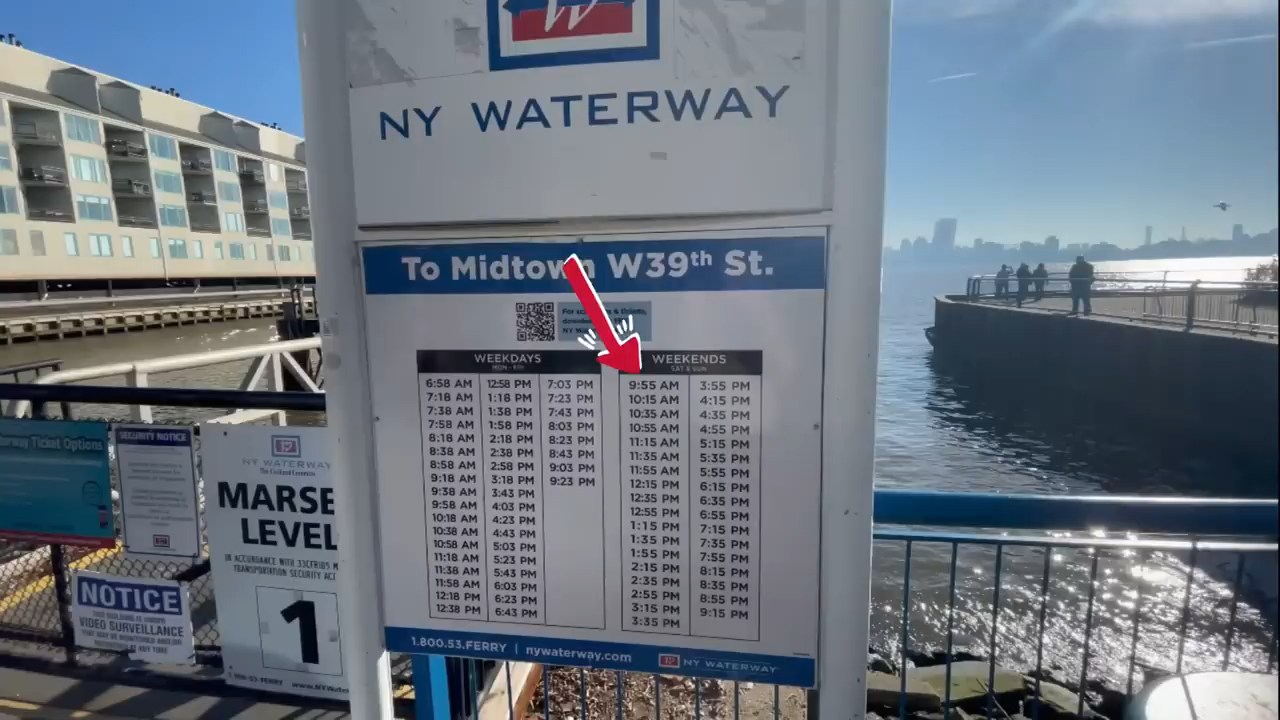 W
NY WATERWAY
To Midtown W39th St.
WEEKDAYS
MON - FRI
6:58 AM 12:58 PM 7:03 PM
7:18 AM 1:18 PM 7:23 PM
7:38 AM 1:38 PM 7:43 PM
7:58 AM 1:58 PM 8:03 PM
8:18 AM 2:18 PM 8:23 PM
8:38 AM 2:38 PM 8:43 PM
8:58 AM 2:58 PM 9:03 PM
9:18 AM 3:18 PM 9:23 PM
9:38 AM 3:43 PM
9:58 AM 4:03 PM
10:18 AM 4:23 PM
10:38 AM 4:43 PM
10:58 AM 5:03 PM
11:18 AM 5:23 PM
11:38 AM 5:43 PM
11:58 AM 6:03 PM
12:18 PM 6:23 PM
12:38 PM 6:43 PM
WEEKENDS
SAT & SUN
9:55 AM 3:55 PM
10:15 AM 4:15 PM
10:35 AM 4:35 PM
10:55 AM 4:55 PM
11:15 AM 5:15 PM
11:35 AM 5:35 PM
11:55 AM 5:55 PM
12:15 PM 6:15 PM
12:35 PM 6:35 PM
12:55 PM 6:55 PM
1:15 PM 7:15 PM
1:35 PM 7:35 PM
1:55 PM 7:55 PM
2:15 PM 8:15 PM
2:35 PM 8:35 PM
2:55 PM 8:55 PM
3:15 PM 9:15 PM
3:35 PM
1.800.53.FERRY | nywaterway.com NY WATERWAY
terway Ticket Options
SECURITY NOTICE
NOTICE
VIDEO SURVEILLANCE
NY WATERWAY
MARSE
LEVEL
IN ACCORDANCE WITH 33CFR105
TRANSPORTATION SECURITY ACT
1
www.NYWate